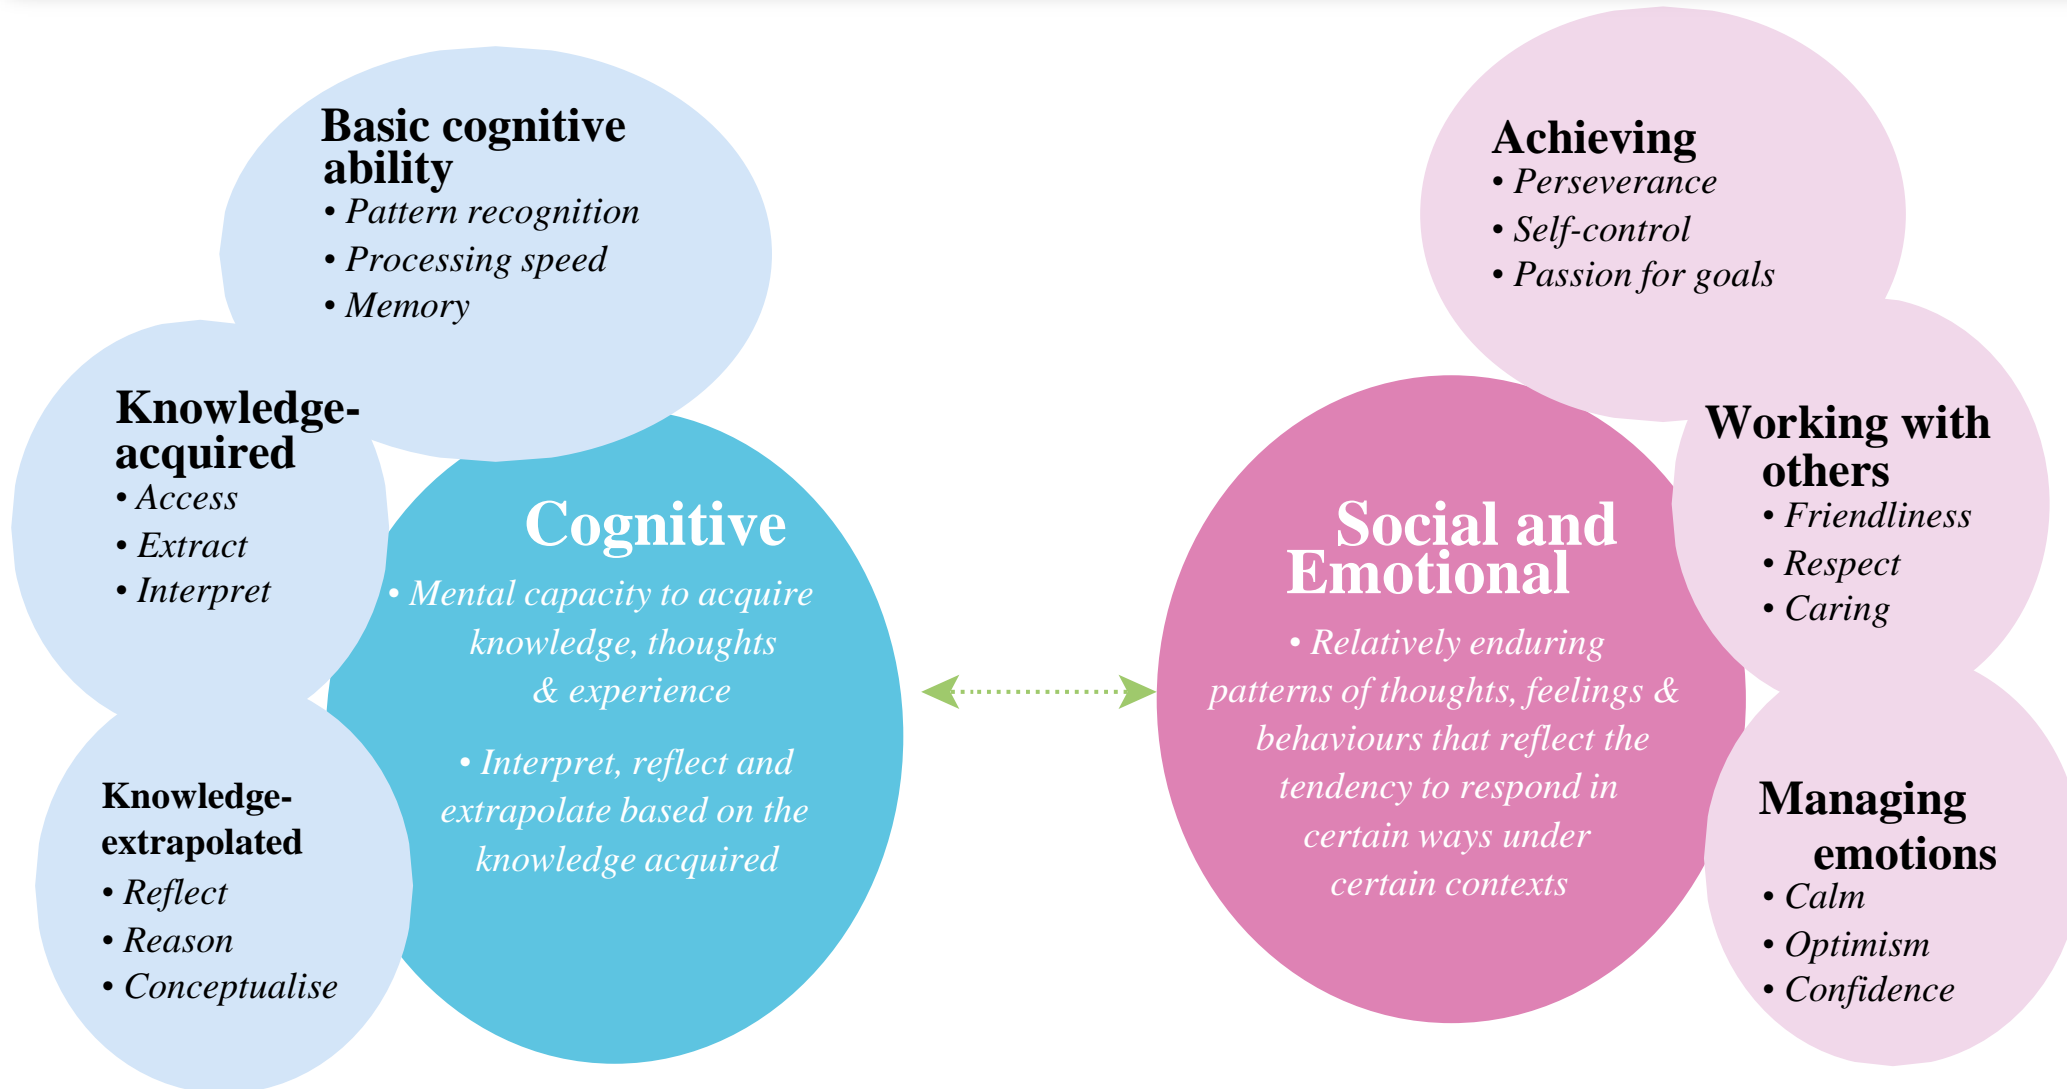 Basic cognitive
ability
• Pattern recognition
• Processing speed
• Memory
Knowledge-
acquired
• Access
• Extract
• Interpret
Knowledge-
extrapolated
• Reflect
• Reason
• Conceptualise
Cognitive
• Mental capacity to acquire
knowledge, thoughts
& experience
• Interpret, reflect and
extrapolate based on the
knowledge acquired
Social and
Emotional
• Relatively enduring
patterns of thoughts, feelings &
behaviours that reflect the
tendency to respond in
certain ways under
certain contexts
Achieving
• Perseverance
• Self-control
• Passion for goals
Working with
others
• Friendliness
• Respect
• Caring
Managing
emotions
• Calm
• Optimism
• Confidence